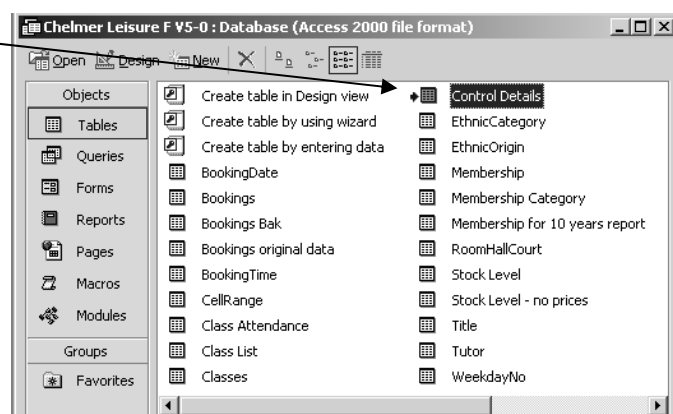 Chelmer Leisure F V5-0 : Database (Access 2000 file format)
Open Design New
Objects
Tables
Queries
Forms
Reports
Pages
Macros
Modules
Groups
Favorites
Create table in Design view
Create table by using wizard
Create table by entering data
BookingDate
Bookings
Bookings Bak
Bookings original data
BookingTime
CellRange
Class Attendance
Class List
Classes
Control Details
EthnicCategory
EthnicOrigin
Membership
Membership Category
Membership for 10 years report
RoomHallCourt
Stock Level
Stock Level - no prices
Title
Tutor
WeekdayNo